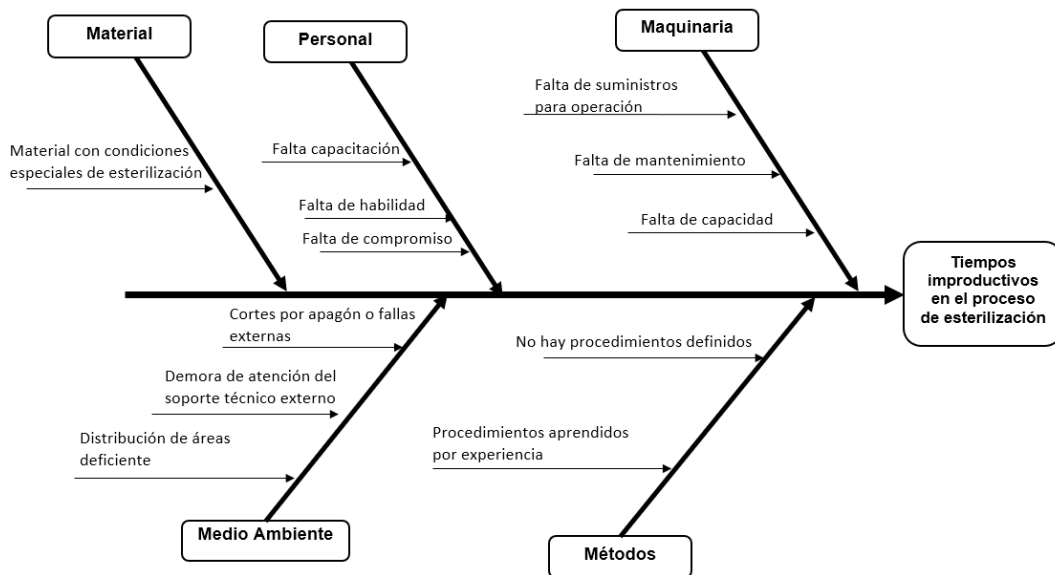 Material
Personal
Maquinaria
Falta de suministros
para operación
Material con condiciones
especiales de esterilización
Falta capacitación
Falta de mantenimiento
Falta de habilidad
Falta de compromiso
Falta de capacidad
Tiempos
improductivos
en el proceso
de esterilización
Cortes por apagón o fallas
externas
No hay procedimientos definidos
Demora de atención del
soporte técnico externo
Distribución de áreas
deficiente
Procedimientos aprendidos
por experiencia
Medio Ambiente
Métodos